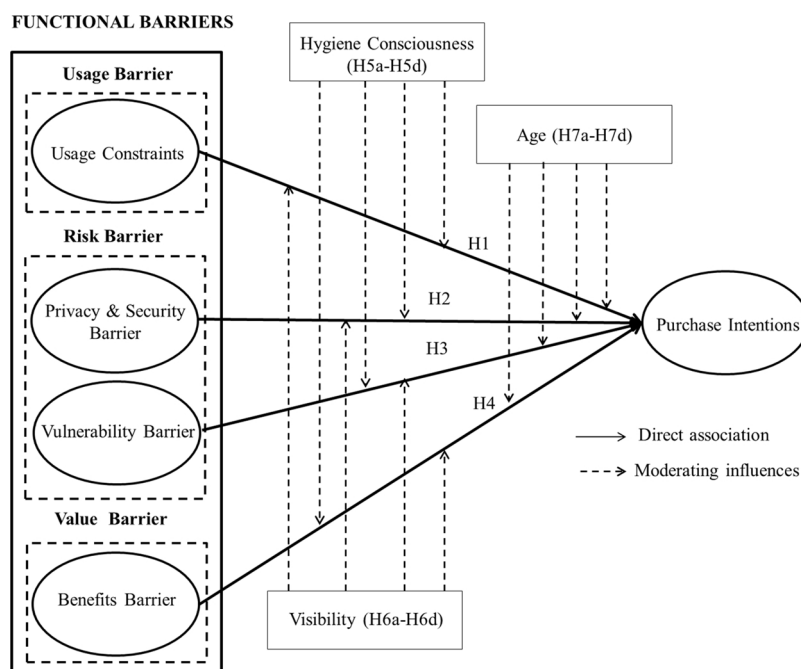 FUNCTIONAL BARRIERS
Usage Barrier
Usage Constraints
Risk Barrier
Privacy & Security
Barrier
Vulnerability Barrier
Value Barrier
Benefits Barrier
Hygiene Consciousness
(H5a-H5d)
Age (H7a-H7d)
H1
H2
H3
H4
Purchase Intentions
Direct association
Moderating influences
Visibility (H6a-H6d)